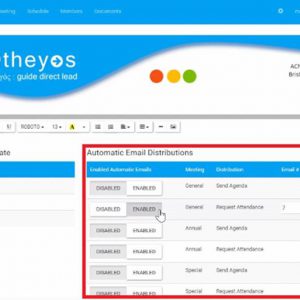 eeting Schedule Members Documents
theyos
γός : guide direct lead
ACN
Brisb
ROBOTO 13 A
ate
Automatic Email Distributions
Enabled Automatic Emails Meeting Distribution Email #
DISABLED ENABLED General Send Agenda
DISABLED ENABLED General Request Attendance 7
DISABLED ENABLED Annual Send Agenda
DISABLED ENABLED Annual Request Attendance
DISABLED ENABLED Special Send Agenda
DISABLED ENABLED Special Request Attendance